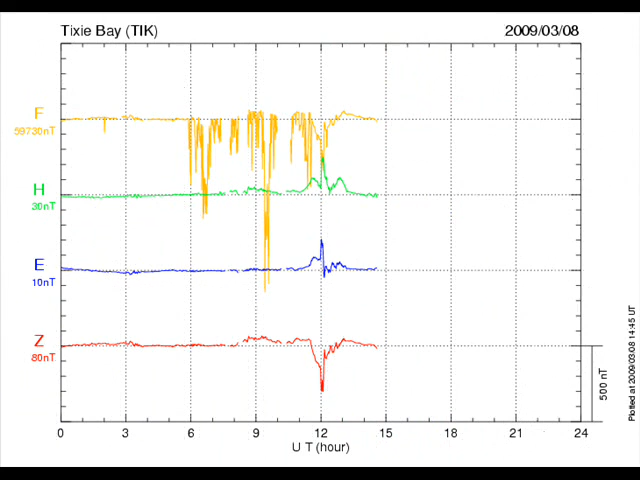 Tixie Bay (TIK)
2009/03/08
F
59730nT
H
30nT
E
10nT
Z
80nT
500 nT
Plotted at 2009/03/08 14:45 UT
0 3 6 9 12 15 18 21 24
U T (hour)